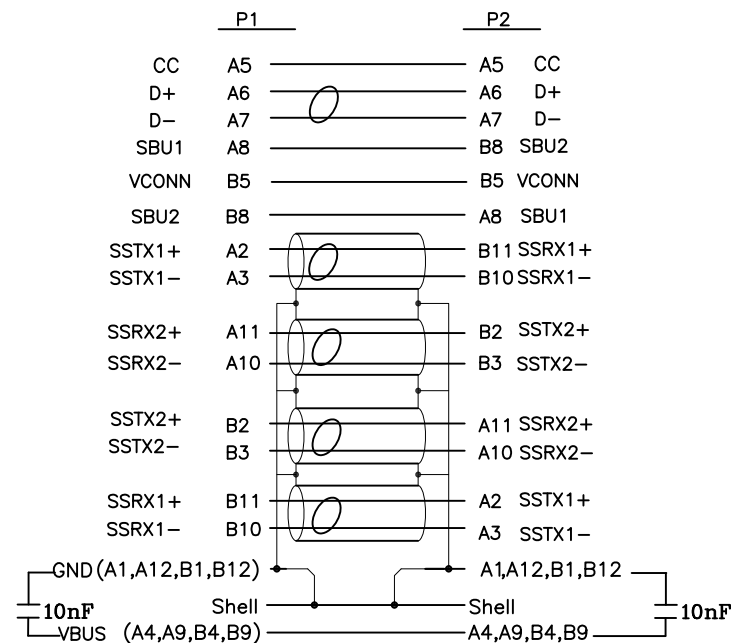 P1 P2
CC A5 A5 CC
D+ A6 A6 D+
D− A7 A7 D−
SBU1 A8 B8 SBU2
VCONN B5 B5 VCONN
SBU2 B8 A8 SBU1
SSTX1+ A2 B11 SSRX1+
SSTX1− A3 B10 SSRX1−
SSRX2+ A11 B2 SSTX2+
SSRX2− A10 B3 SSTX2−
SSTX2+ B2 A11 SSRX2+
SSTX2− B3 A10 SSRX2−
SSRX1+ B11 A2 SSTX1+
SSRX1− B10 A3 SSTX1−
GND (A1,A12,B1,B12) A1,A12,B1,B12
10nF Shell Shell 10nF
VBUS (A4,A9,B4,B9) A4,A9,B4,B9